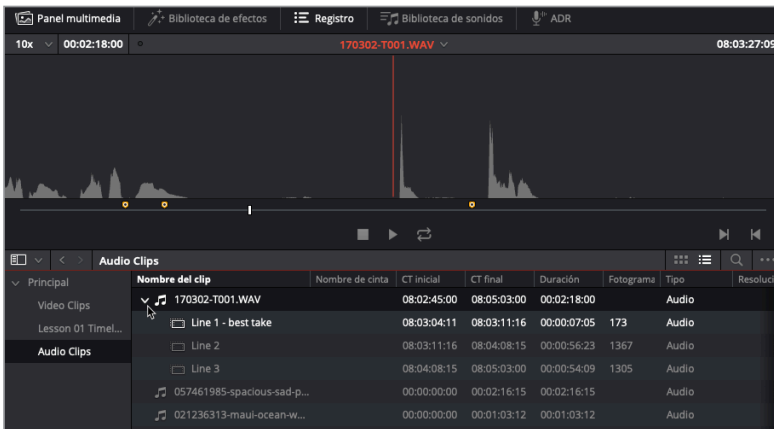 Panel multimedia Biblioteca de efectos Registro Biblioteca de sonidos ADR
10x 00:02:18:00 170302-T001.WAV 08:03:27:09
Audio Clips
Principal
Video Clips
Lesson 01 Timel...
Audio Clips
Nombre del clip Nombre de cinta CT inicial CT final Duración Fotograma Tipo Resoluci
170302-T001.WAV 08:02:45:00 08:05:03:00 00:02:18:00 Audio
Line 1 - best take 08:03:04:11 08:03:11:16 00:00:07:05 173 Audio
Line 2 08:03:11:16 08:04:08:15 00:00:56:23 1367 Audio
Line 3 08:04:08:15 08:05:03:00 00:00:54:09 1305 Audio
057461985-spacious-sad-p... 00:00:00:00 00:02:16:15 00:02:16:15 Audio
021236313-maui-ocean-w... 00:00:00:00 00:01:03:12 00:01:03:12 Audio